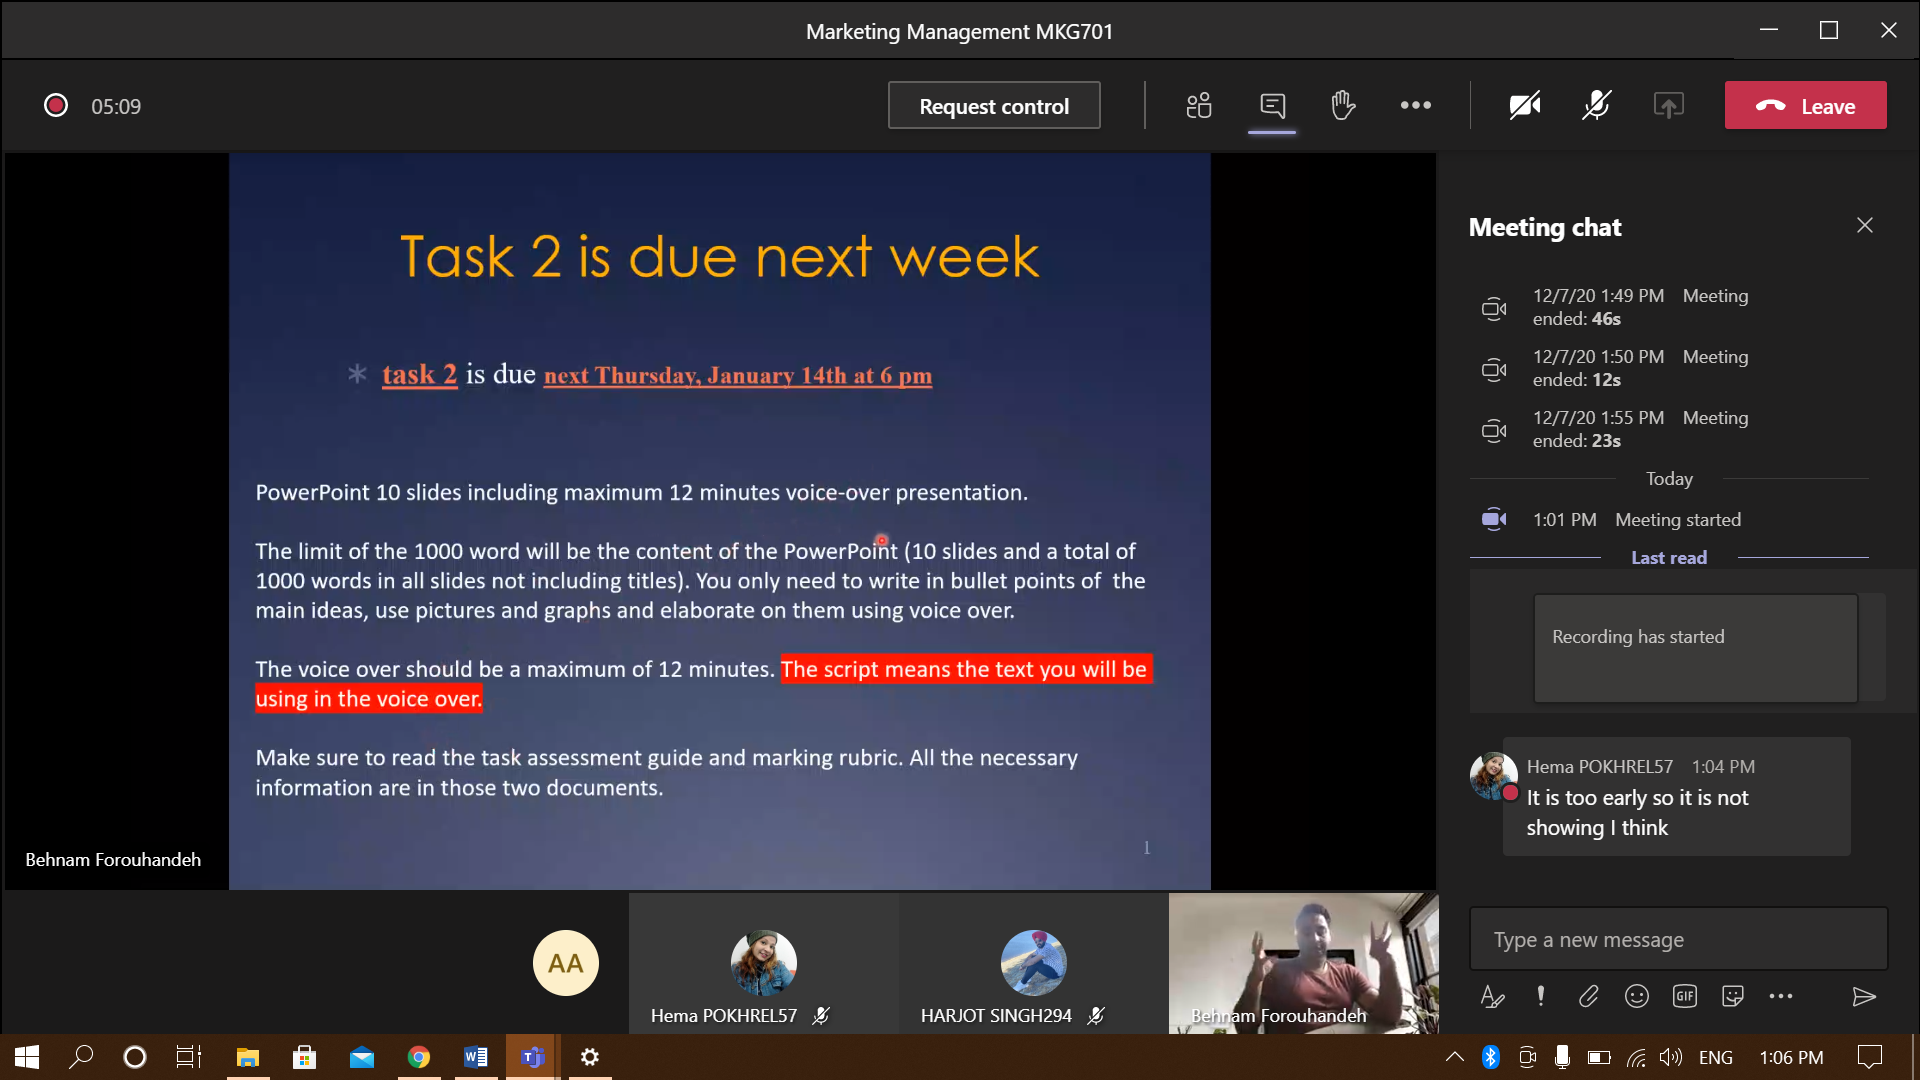 Marketing Management MKG701
05:09
Request control
Leave
Task 2 is due next week
* task 2 is due next Thursday, January 14th at 6 pm
PowerPoint 10 slides including maximum 12 minutes voice-over presentation.
The limit of the 1000 word will be the content of the PowerPoint (10 slides and a total of
1000 words in all slides not including titles). You only need to write in bullet points of the
main ideas, use pictures and graphs and elaborate on them using voice over.
The voice over should be a maximum of 12 minutes. The script means the text you will be
using in the voice over.
Make sure to read the task assessment guide and marking rubric. All the necessary
information are in those two documents.
1
Behnam Forouhandeh
Meeting chat
12/7/20 1:49 PM Meeting
ended: 46s
12/7/20 1:50 PM Meeting
ended: 12s
12/7/20 1:55 PM Meeting
ended: 23s
Today
1:01 PM Meeting started
Last read
Recording has started
Hema POKHREL57 1:04 PM
It is too early so it is not
showing I think
Type a new message
GIF
AA
Hema POKHREL57
HARJOT SINGH294
Behnam Forouhandeh
ENG
1:06 PM